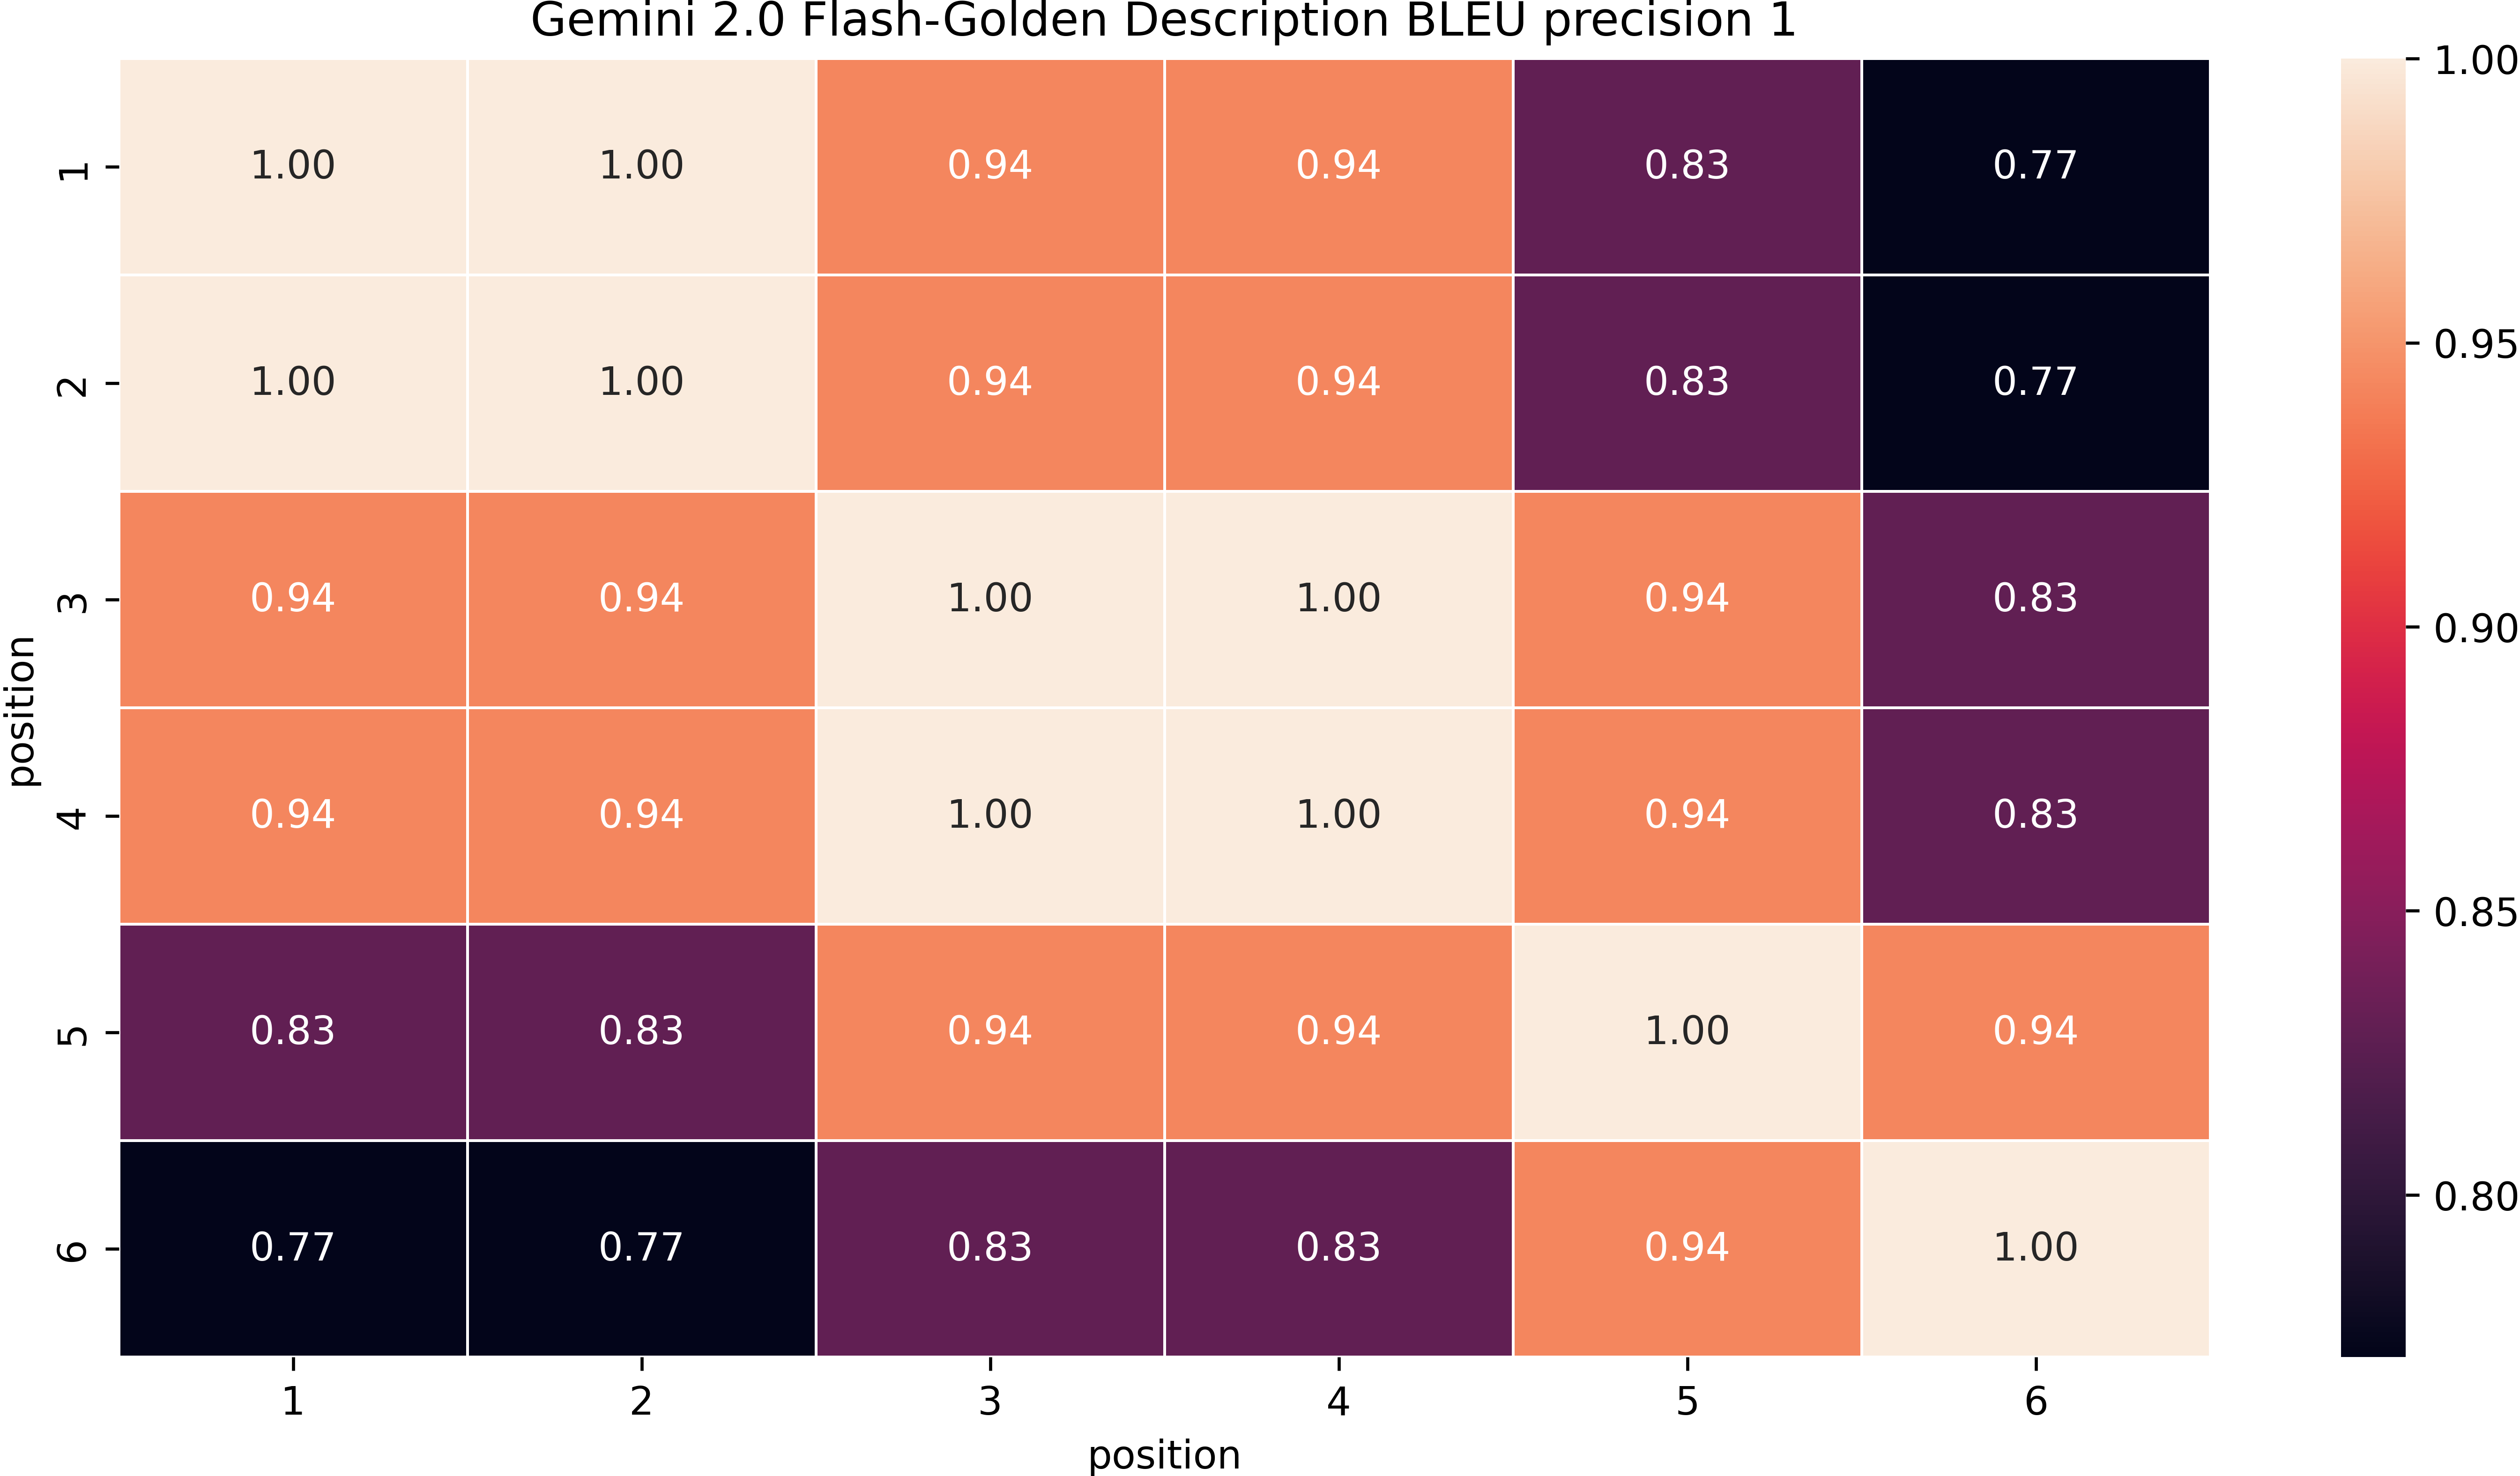 Gemini 2.0 Flash-Golden Description BLEU precision 1
1 1.00 1.00 0.94 0.94 0.83 0.77
2 1.00 1.00 0.94 0.94 0.83 0.77
3 0.94 0.94 1.00 1.00 0.94 0.83
4 0.94 0.94 1.00 1.00 0.94 0.83
5 0.83 0.83 0.94 0.94 1.00 0.94
6 0.77 0.77 0.83 0.83 0.94 1.00
position
1 2 3 4 5 6
position
1.00
0.95
0.90
0.85
0.80